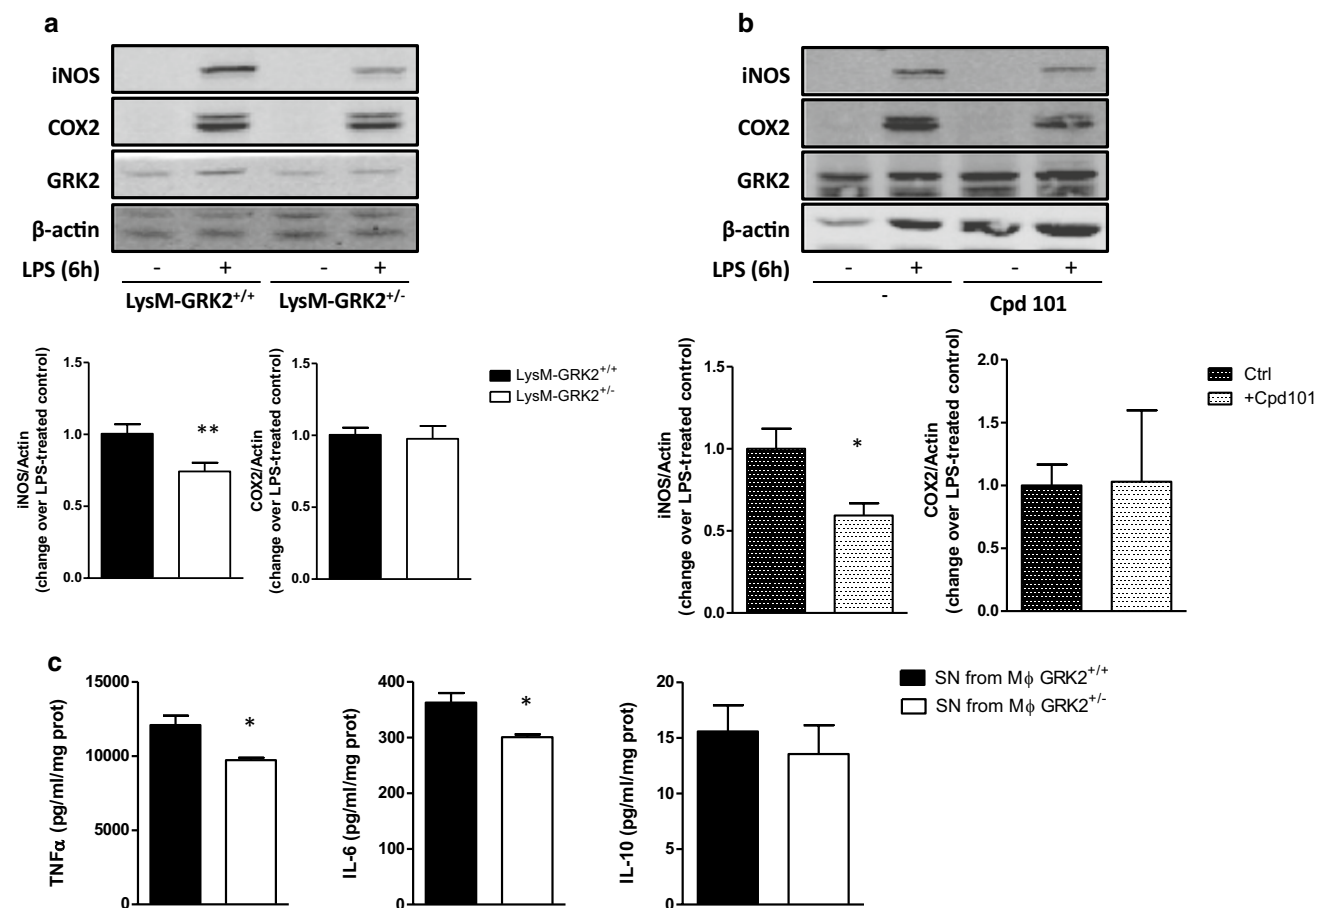 a
iNOS
COX2
GRK2
β-actin
LPS (6h) - + - +
LysM-GRK2+/+ LysM-GRK2+/-
iNOS/Actin
(change over LPS-treated control)
1.5
1.0
0.5
0.0
**
COX2/Actin
(change over LPS-treated control)
1.5
1.0
0.5
0.0
LysM-GRK2+/+
LysM-GRK2+/-
b
iNOS
COX2
GRK2
β-actin
LPS (6h) - + - +
- Cpd 101
iNOS/Actin
(change over LPS-treated control)
1.5
1.0
0.5
0.0
*
COX2/Actin
(change over LPS-treated control)
2.0
1.5
1.0
0.5
0.0
Ctrl
+Cpd101
c
TNFα (pg/ml/mg prot)
15000
10000
5000
0
*
IL-6 (pg/ml/mg prot)
400
300
200
100
0
*
IL-10 (pg/ml/mg prot)
20
15
10
5
0
SN from Mϕ GRK2+/+
SN from Mϕ GRK2+/-